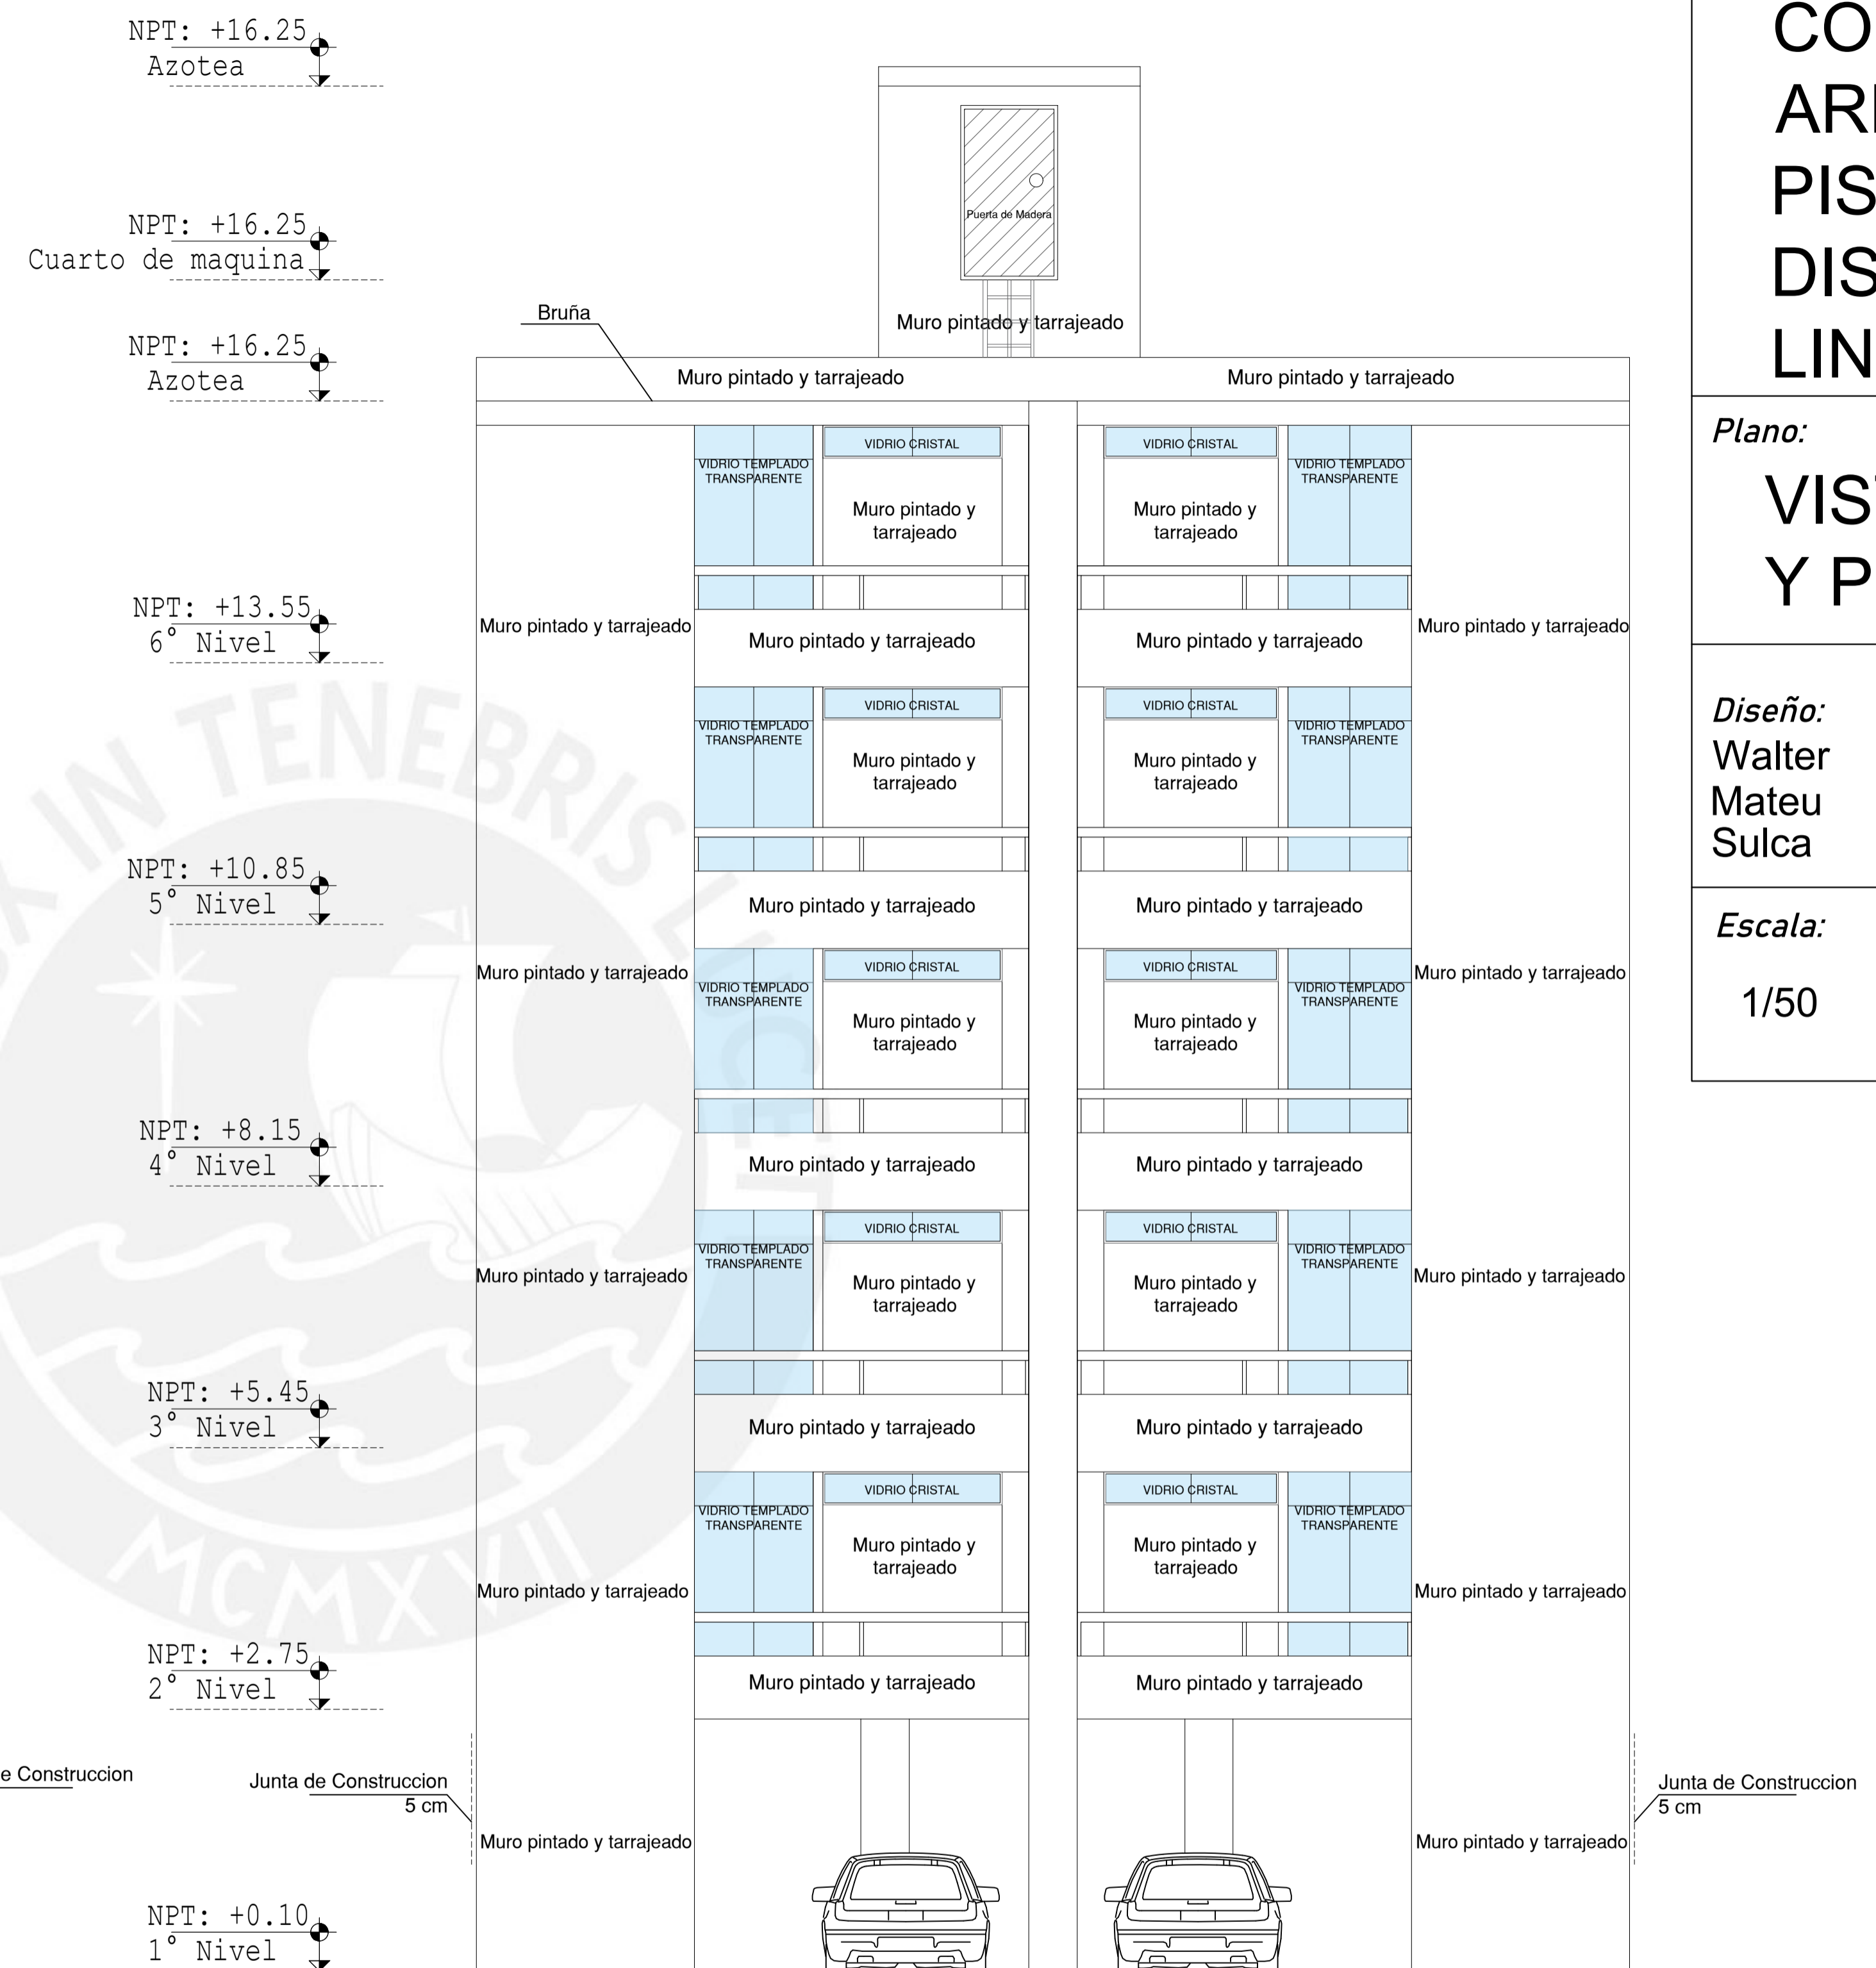 NPT: +16.25
Azotea
NPT: +16.25
Cuarto de maquina
NPT: +16.25
Azotea
NPT: +13.55
6° Nivel
NPT: +10.85
5° Nivel
NPT: +8.15
4° Nivel
NPT: +5.45
3° Nivel
NPT: +2.75
2° Nivel
NPT: +0.10
1° Nivel
e Construccion
Junta de Construccion
5 cm
Puerta de Madera
Muro pintado y tarrajeado
Bruña
Muro pintado y tarrajeado
Muro pintado y tarrajeado
VIDRIO TEMPLADO
TRANSPARENTE
VIDRIO CRISTAL
Muro pintado y
tarrajeado
VIDRIO CRISTAL
Muro pintado y
tarrajeado
VIDRIO TEMPLADO
TRANSPARENTE
Muro pintado y tarrajeado
Muro pintado y tarrajeado
Muro pintado y tarrajeado
Muro pintado y tarrajeado
VIDRIO TEMPLADO
TRANSPARENTE
VIDRIO CRISTAL
Muro pintado y
tarrajeado
VIDRIO CRISTAL
Muro pintado y
tarrajeado
VIDRIO TEMPLADO
TRANSPARENTE
Muro pintado y tarrajeado
Muro pintado y tarrajeado
Muro pintado y tarrajeado
VIDRIO TEMPLADO
TRANSPARENTE
VIDRIO CRISTAL
Muro pintado y
tarrajeado
VIDRIO CRISTAL
Muro pintado y
tarrajeado
VIDRIO TEMPLADO
TRANSPARENTE
Muro pintado y tarrajeado
Muro pintado y tarrajeado
Muro pintado y tarrajeado
Muro pintado y tarrajeado
VIDRIO TEMPLADO
TRANSPARENTE
VIDRIO CRISTAL
Muro pintado y
tarrajeado
VIDRIO CRISTAL
Muro pintado y
tarrajeado
VIDRIO TEMPLADO
TRANSPARENTE
Muro pintado y tarrajeado
Muro pintado y tarrajeado
Muro pintado y tarrajeado
Muro pintado y tarrajeado
VIDRIO TEMPLADO
TRANSPARENTE
VIDRIO CRISTAL
Muro pintado y
tarrajeado
VIDRIO CRISTAL
Muro pintado y
tarrajeado
VIDRIO TEMPLADO
TRANSPARENTE
Muro pintado y tarrajeado
Muro pintado y tarrajeado
Muro pintado y tarrajeado
Muro pintado y tarrajeado
Muro pintado y tarrajeado
Muro pintado y tarrajeado
Junta de Construccion
5 cm
CO
PIS
DIS
LIN
Plano:
VIS
Y P
Diseño:
Walter
Mateu
Sulca
Escala:
1/50
X IN TENEBRIS LUCET
MCMXVII